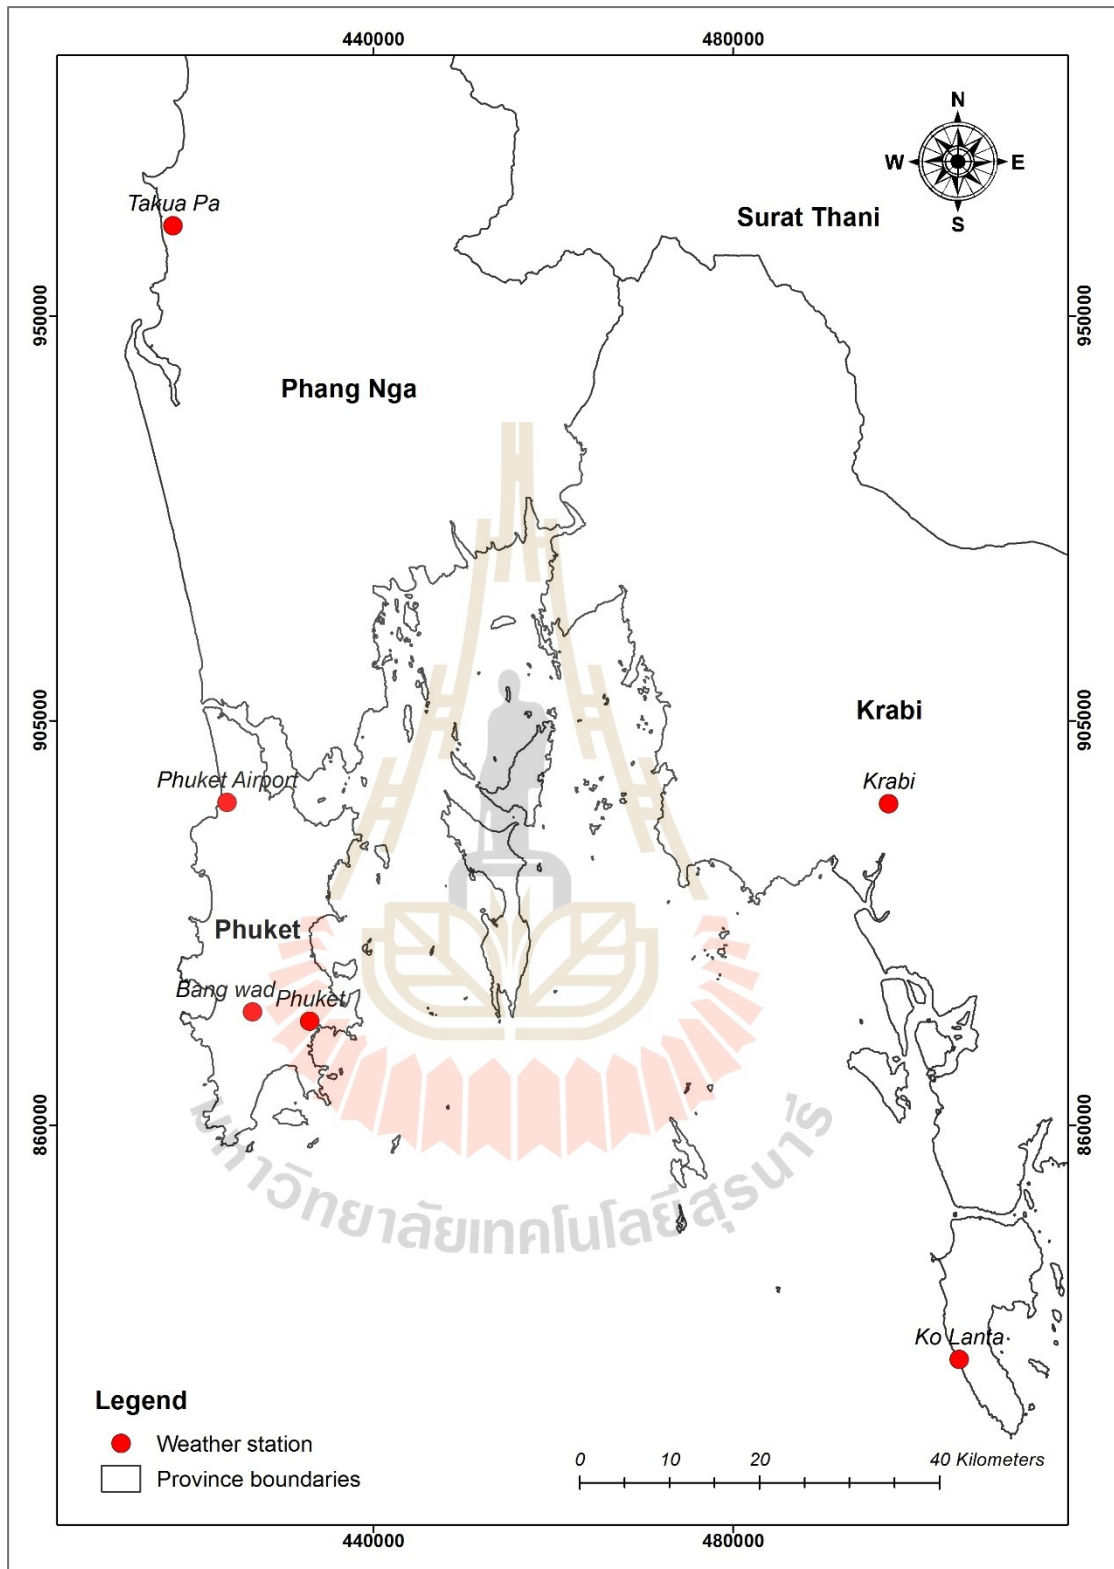 440000 480000
N
W E
S
Takua Pa
Surat Thani
950000 950000
Phang Nga
905000 905000
Krabi
Phuket Airport
Krabi
Phuket
Bang wad
Phuket
860000 860000
มหาวิทยาลัยเทคโนโลยีสุรนารี
Ko Lanta
Legend
Weather station
Province boundaries
0 10 20 40 Kilometers
440000 480000